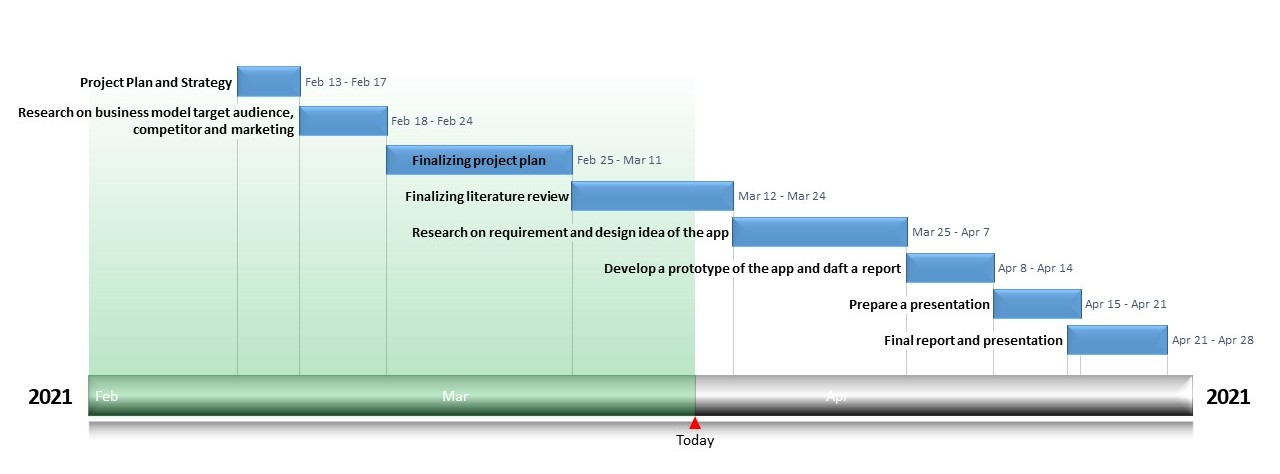 Project Plan and Strategy Feb 13 - Feb 17
Research on business model target audience,
competitor and marketing Feb 18 - Feb 24
Finalizing project plan Feb 25 - Mar 11
Finalizing literature review Mar 12 - Mar 24
Research on requirement and design idea of the app Mar 25 - Apr 7
Develop a prototype of the app and daft a report Apr 8 - Apr 14
Prepare a presentation Apr 15 - Apr 21
Final report and presentation Apr 21 - Apr 28
2021 Feb Mar Apr 2021
Today